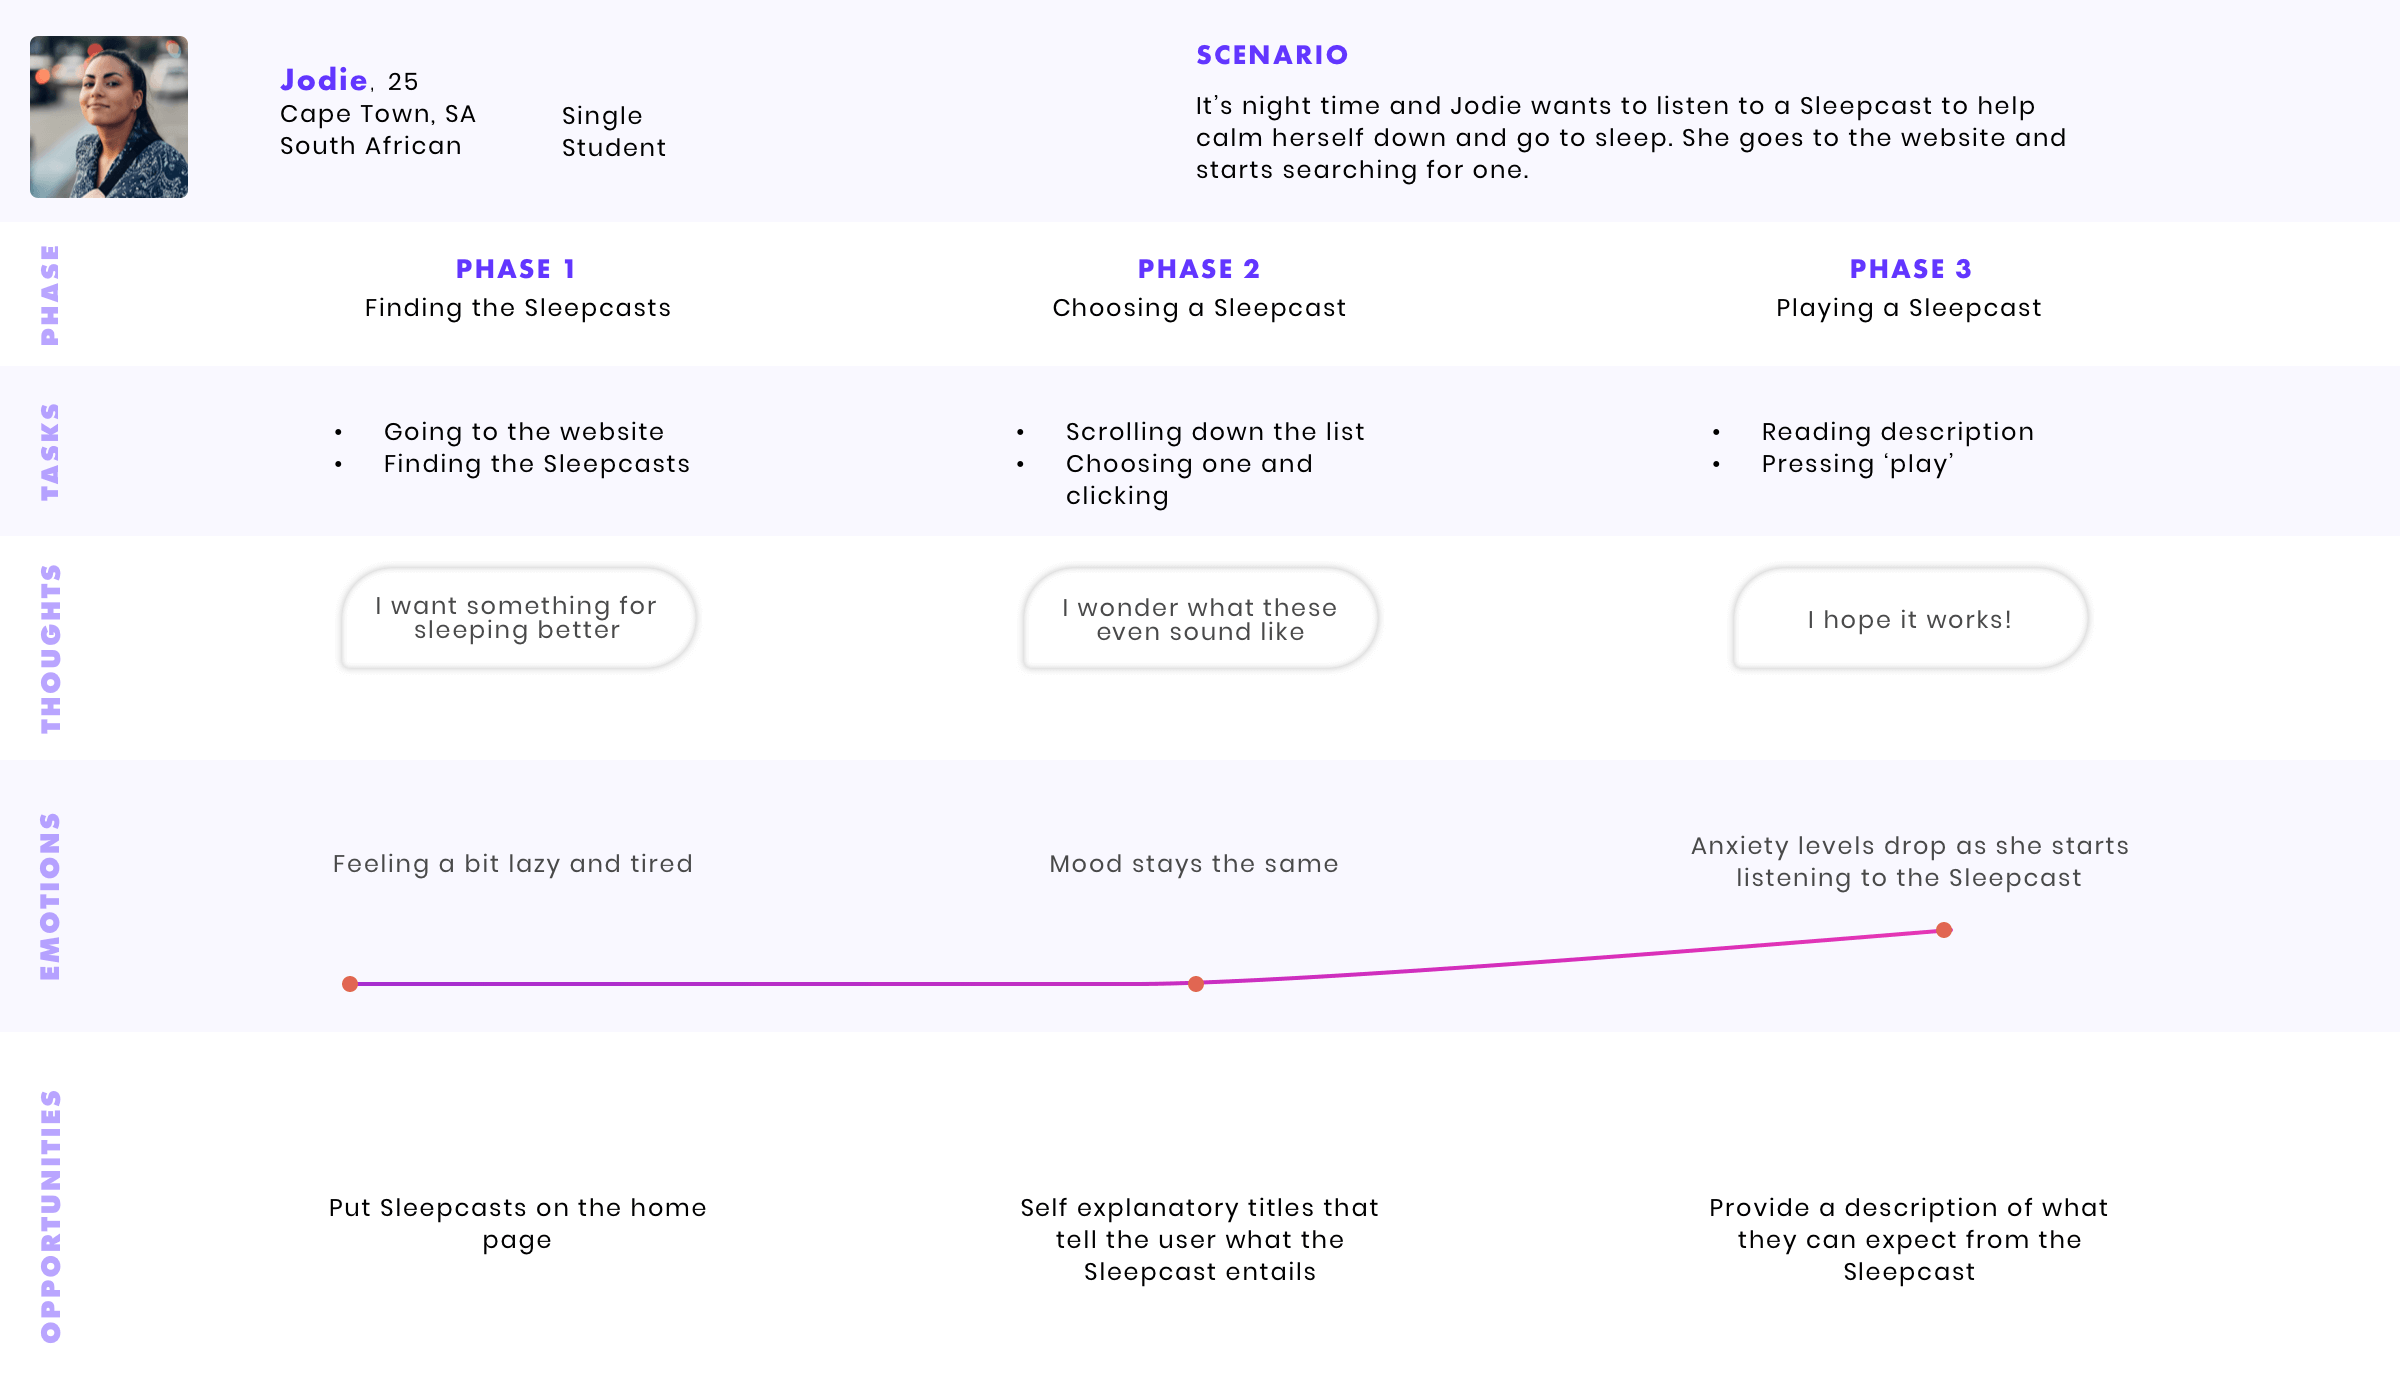 Jodie, 25
Cape Town, SA
South African
Single
Student
SCENARIO
It’s night time and Jodie wants to listen to a Sleepcast to help
calm herself down and go to sleep. She goes to the website and
starts searching for one.
PHASE
PHASE 1
Finding the Sleepcasts
PHASE 2
Choosing a Sleepcast
PHASE 3
Playing a Sleepcast
TASKS
• Going to the website
• Finding the Sleepcasts
• Scrolling down the list
• Choosing one and
clicking
• Reading description
• Pressing ‘play’
THOUGHTS
I want something for
sleeping better
I wonder what these
even sound like
I hope it works!
EMOTIONS
Feeling a bit lazy and tired
Mood stays the same
Anxiety levels drop as she starts
listening to the Sleepcast
OPPORTUNITIES
Put Sleepcasts on the home
page
Self explanatory titles that
tell the user what the
Sleepcast entails
Provide a description of what
they can expect from the
Sleepcast